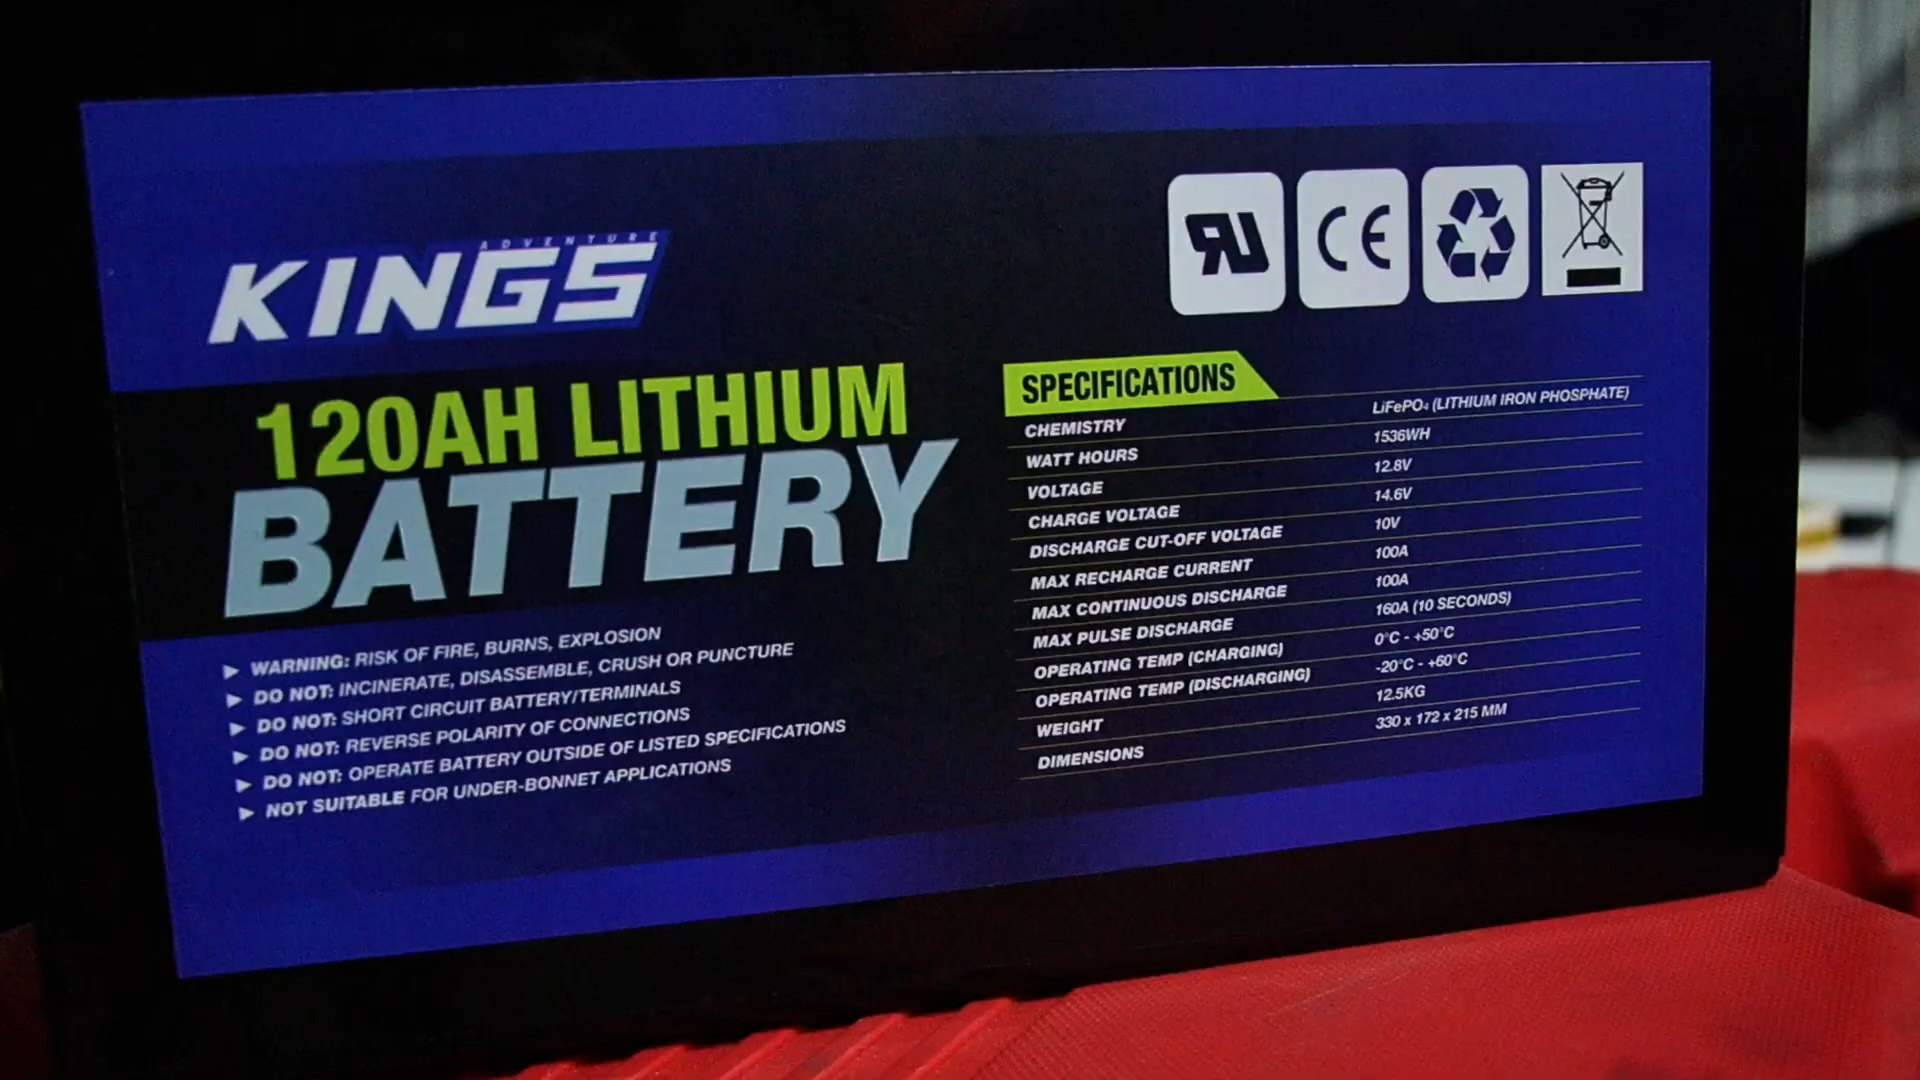 ADVENTURE
KINGS
120AH LITHIUM
BATTERY
WARNING: RISK OF FIRE, BURNS, EXPLOSION
DO NOT: INCINERATE, DISASSEMBLE, CRUSH OR PUNCTURE
DO NOT: SHORT CIRCUIT BATTERY/TERMINALS
DO NOT: REVERSE POLARITY OF CONNECTIONS
DO NOT: OPERATE BATTERY OUTSIDE OF LISTED SPECIFICATIONS
NOT SUITABLE FOR UNDER-BONNET APPLICATIONS
RU
CE
SPECIFICATIONS
CHEMISTRY LiFePO₄ (LITHIUM IRON PHOSPHATE)
WATT HOURS 1536WH
VOLTAGE 12.8V
CHARGE VOLTAGE 14.6V
DISCHARGE CUT-OFF VOLTAGE 10V
MAX RECHARGE CURRENT 100A
MAX CONTINUOUS DISCHARGE 100A
MAX PULSE DISCHARGE 160A (10 SECONDS)
OPERATING TEMP (CHARGING) 0°C - +50°C
OPERATING TEMP (DISCHARGING) -20°C - +60°C
WEIGHT 12.5KG
DIMENSIONS 330 x 172 x 215 MM